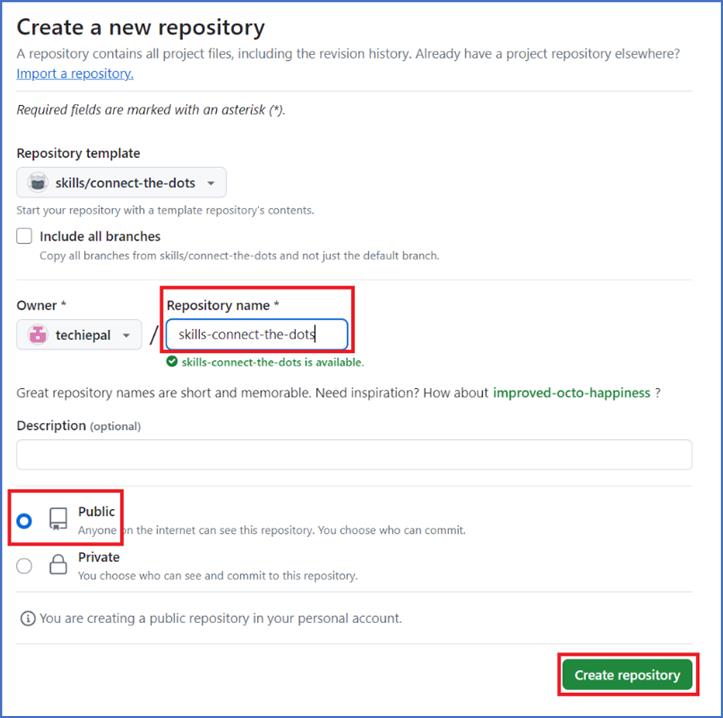 Create a new repository
A repository contains all project files, including the revision history. Already have a project repository elsewhere?
Import a repository.
Required fields are marked with an asterisk (*).
Repository template
skills/connect-the-dots
Start your repository with a template repository's contents.
Include all branches
Copy all branches from skills/connect-the-dots and not just the default branch.
Owner * Repository name *
techiepal / skills-connect-the-dots
skills-connect-the-dots is available.
Great repository names are short and memorable. Need inspiration? How about improved-octo-happiness ?
Description (optional)
Public
Anyone on the internet can see this repository. You choose who can commit.
Private
You choose who can see and commit to this repository.
You are creating a public repository in your personal account.
Create repository